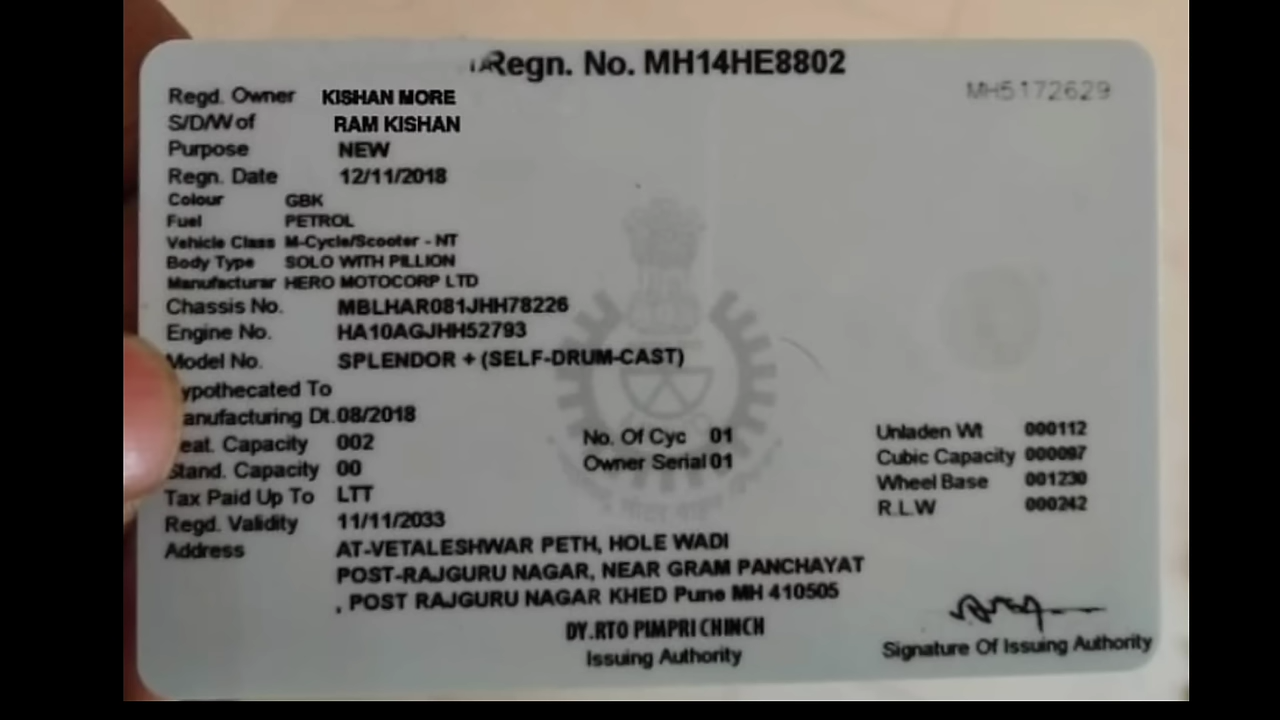 Regn. No. MH14HE8802
MH5172629
Regd. Owner KISHAN MORE
S/D/W of RAM KISHAN
Purpose NEW
Regn. Date 12/11/2018
Colour GBK
Fuel PETROL
Vehicle Class M-Cycle/Scooter - NT
Body Type SOLO WITH PILLION
Manufacturar HERO MOTOCORP LTD
Chassis No. MBLHAR081JHH78226
Engine No. HA10AGJHH52793
Model No. SPLENDOR + (SELF-DRUM-CAST)
ypothecated To
anufacturing Dt. 08/2018
eat. Capacity 002 No. Of Cyc 01 Unladen Wt 000112
Stand. Capacity 00 Owner Serial 01 Cubic Capacity 000097
Tax Paid Up To LTT Wheel Base 001230
Regd. Validity 11/11/2033 R.L.W 000242
Address AT-VETALESHWAR PETH, HOLE WADI
POST-RAJGURU NAGAR, NEAR GRAM PANCHAYAT
, POST RAJGURU NAGAR KHED Pune MH 410505
DY.RTO PIMPRI CHINCH
Issuing Authority
Signature Of Issuing Authority